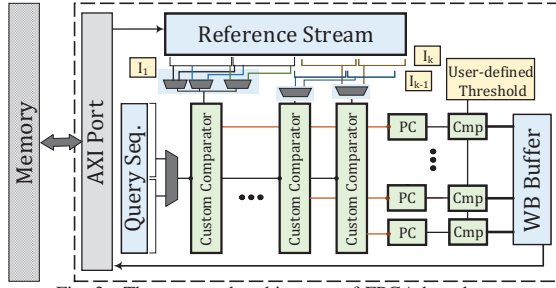 Reference Stream
I1
Ik
Ik-1
User-defined
Threshold
Memory
AXI Port
Query Seq.
Custom Comparator
Custom Comparator
Custom Comparator
PC
Cmp
PC
Cmp
PC
Cmp
WB Buffer